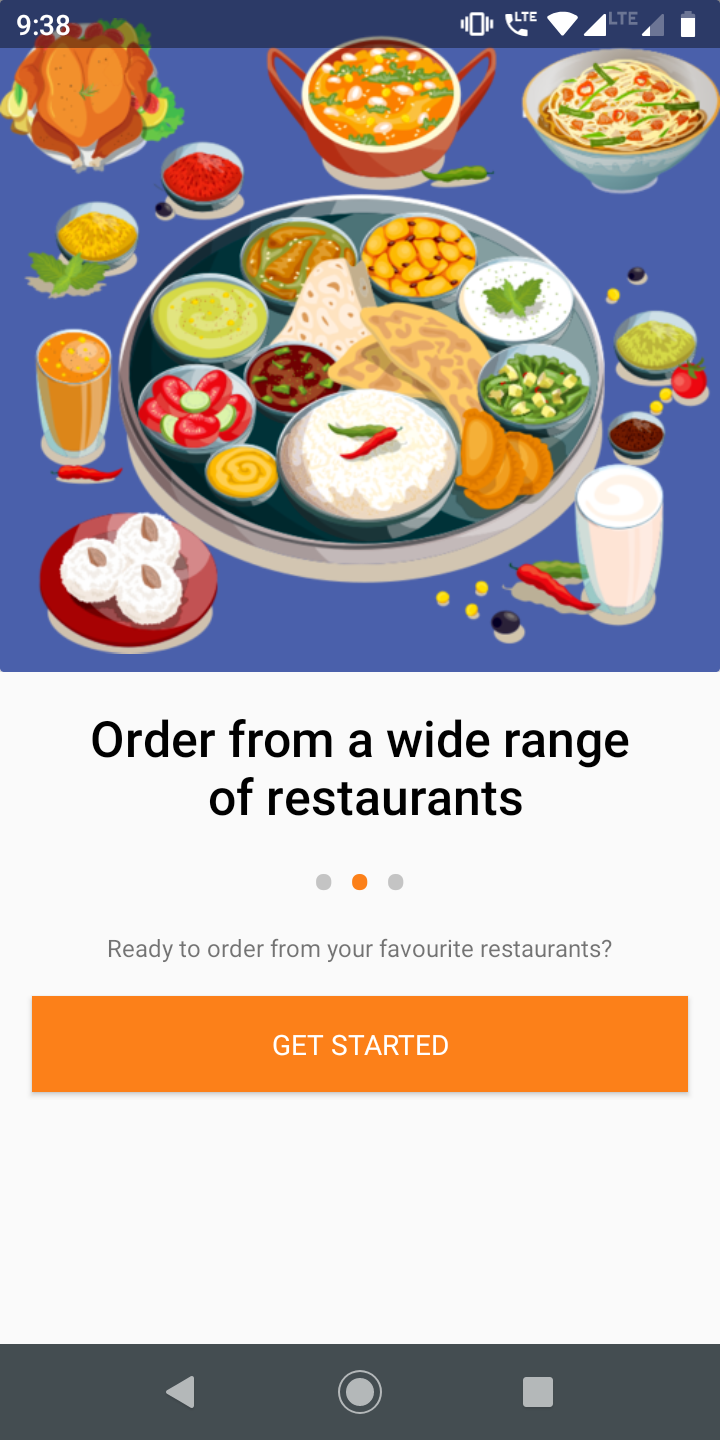 9:38 LTE LTE
Order from a wide range
of restaurants
Ready to order from your favourite restaurants?
GET STARTED